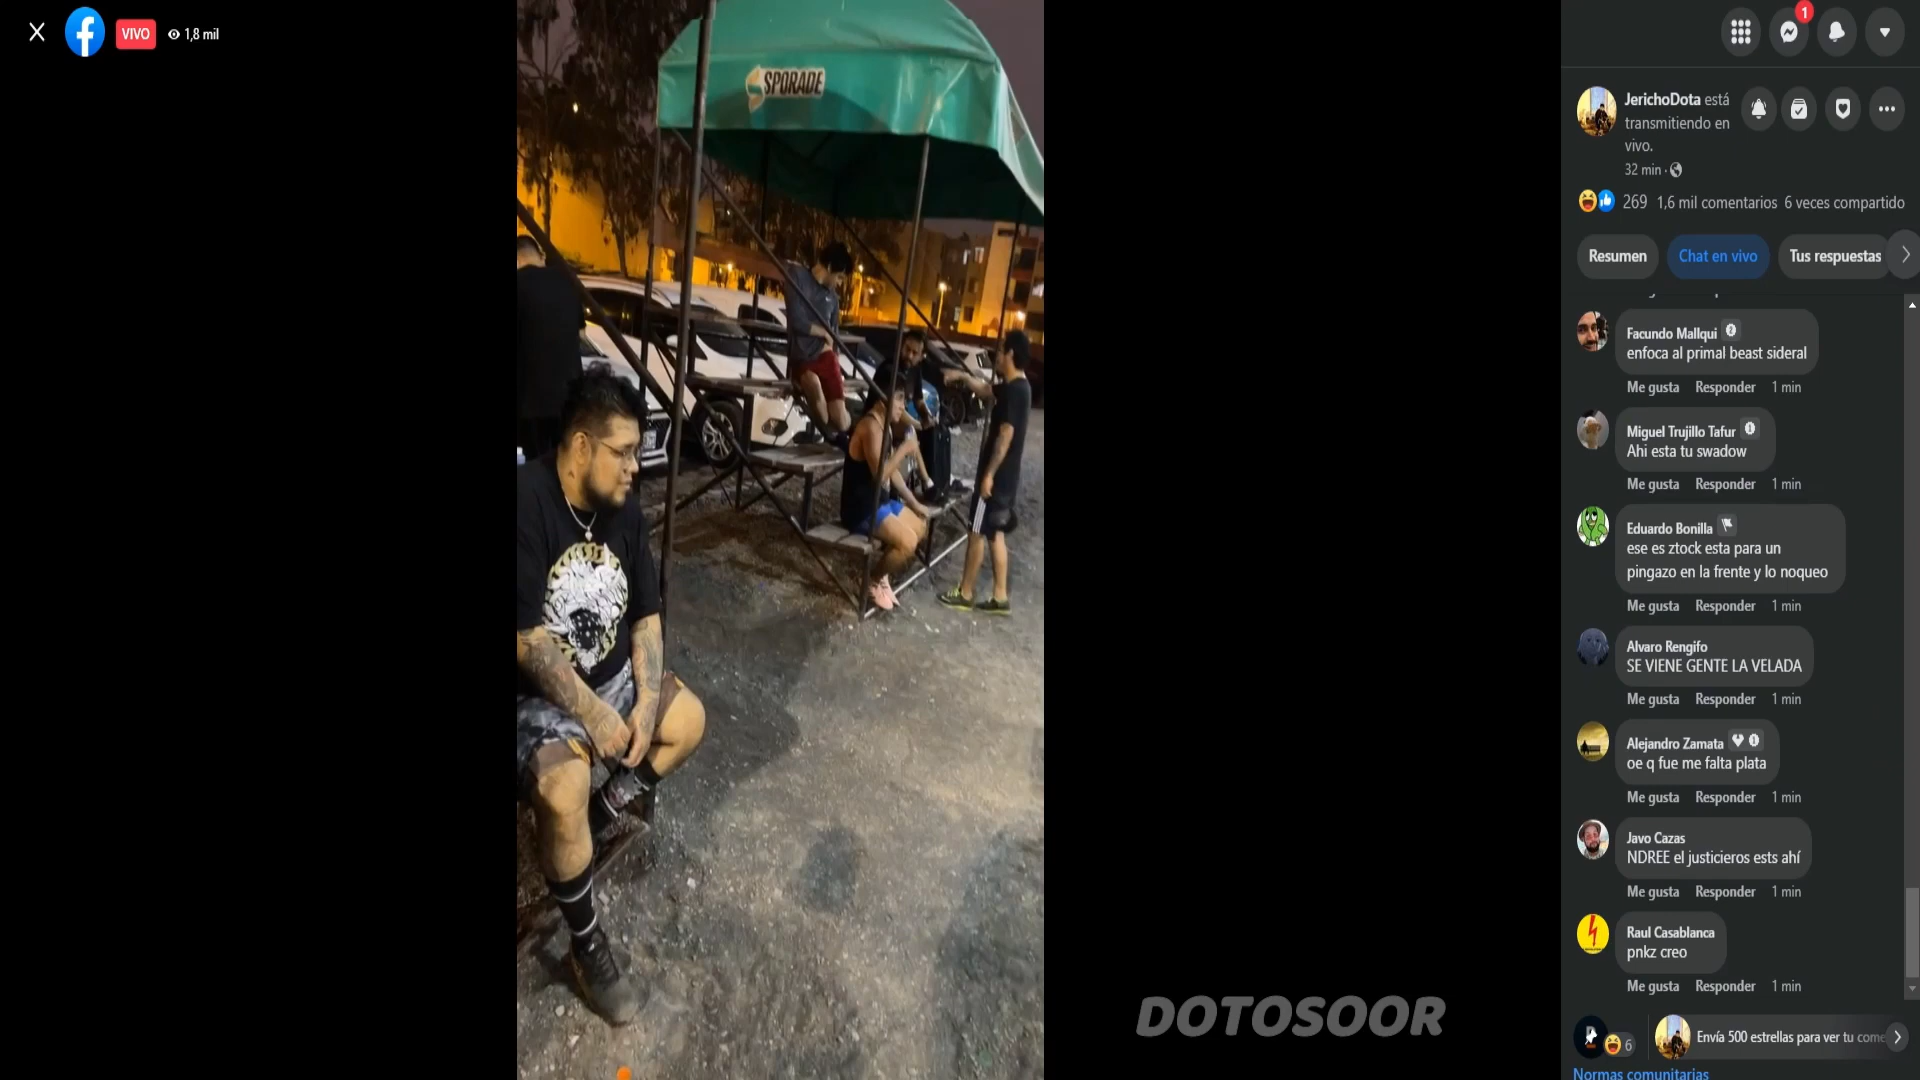 VIVO
1,8 mil
SPORADE
DOTOSOOR
1
JerichoDota está
transmitiendo en
vivo.
32 min ·
269 1,6 mil comentarios 6 veces compartido
Resumen Chat en vivo Tus respuestas
Facundo Mallqui
enfoca al primal beast sideral
Me gusta Responder 1 min
Miguel Trujillo Tafur
Ahi esta tu swadow
Me gusta Responder 1 min
Eduardo Bonilla
ese es ztock esta para un
pingazo en la frente y lo noqueo
Me gusta Responder 1 min
Alvaro Rengifo
SE VIENE GENTE LA VELADA
Me gusta Responder 1 min
Alejandro Zamata
oe q fue me falta plata
Me gusta Responder 1 min
Javo Cazas
NDREE el justicieros ests ahí
Me gusta Responder 1 min
Raul Casablanca
pnkz creo
Me gusta Responder 1 min
6
Envía 500 estrellas para ver tu come
Normas comunitarias